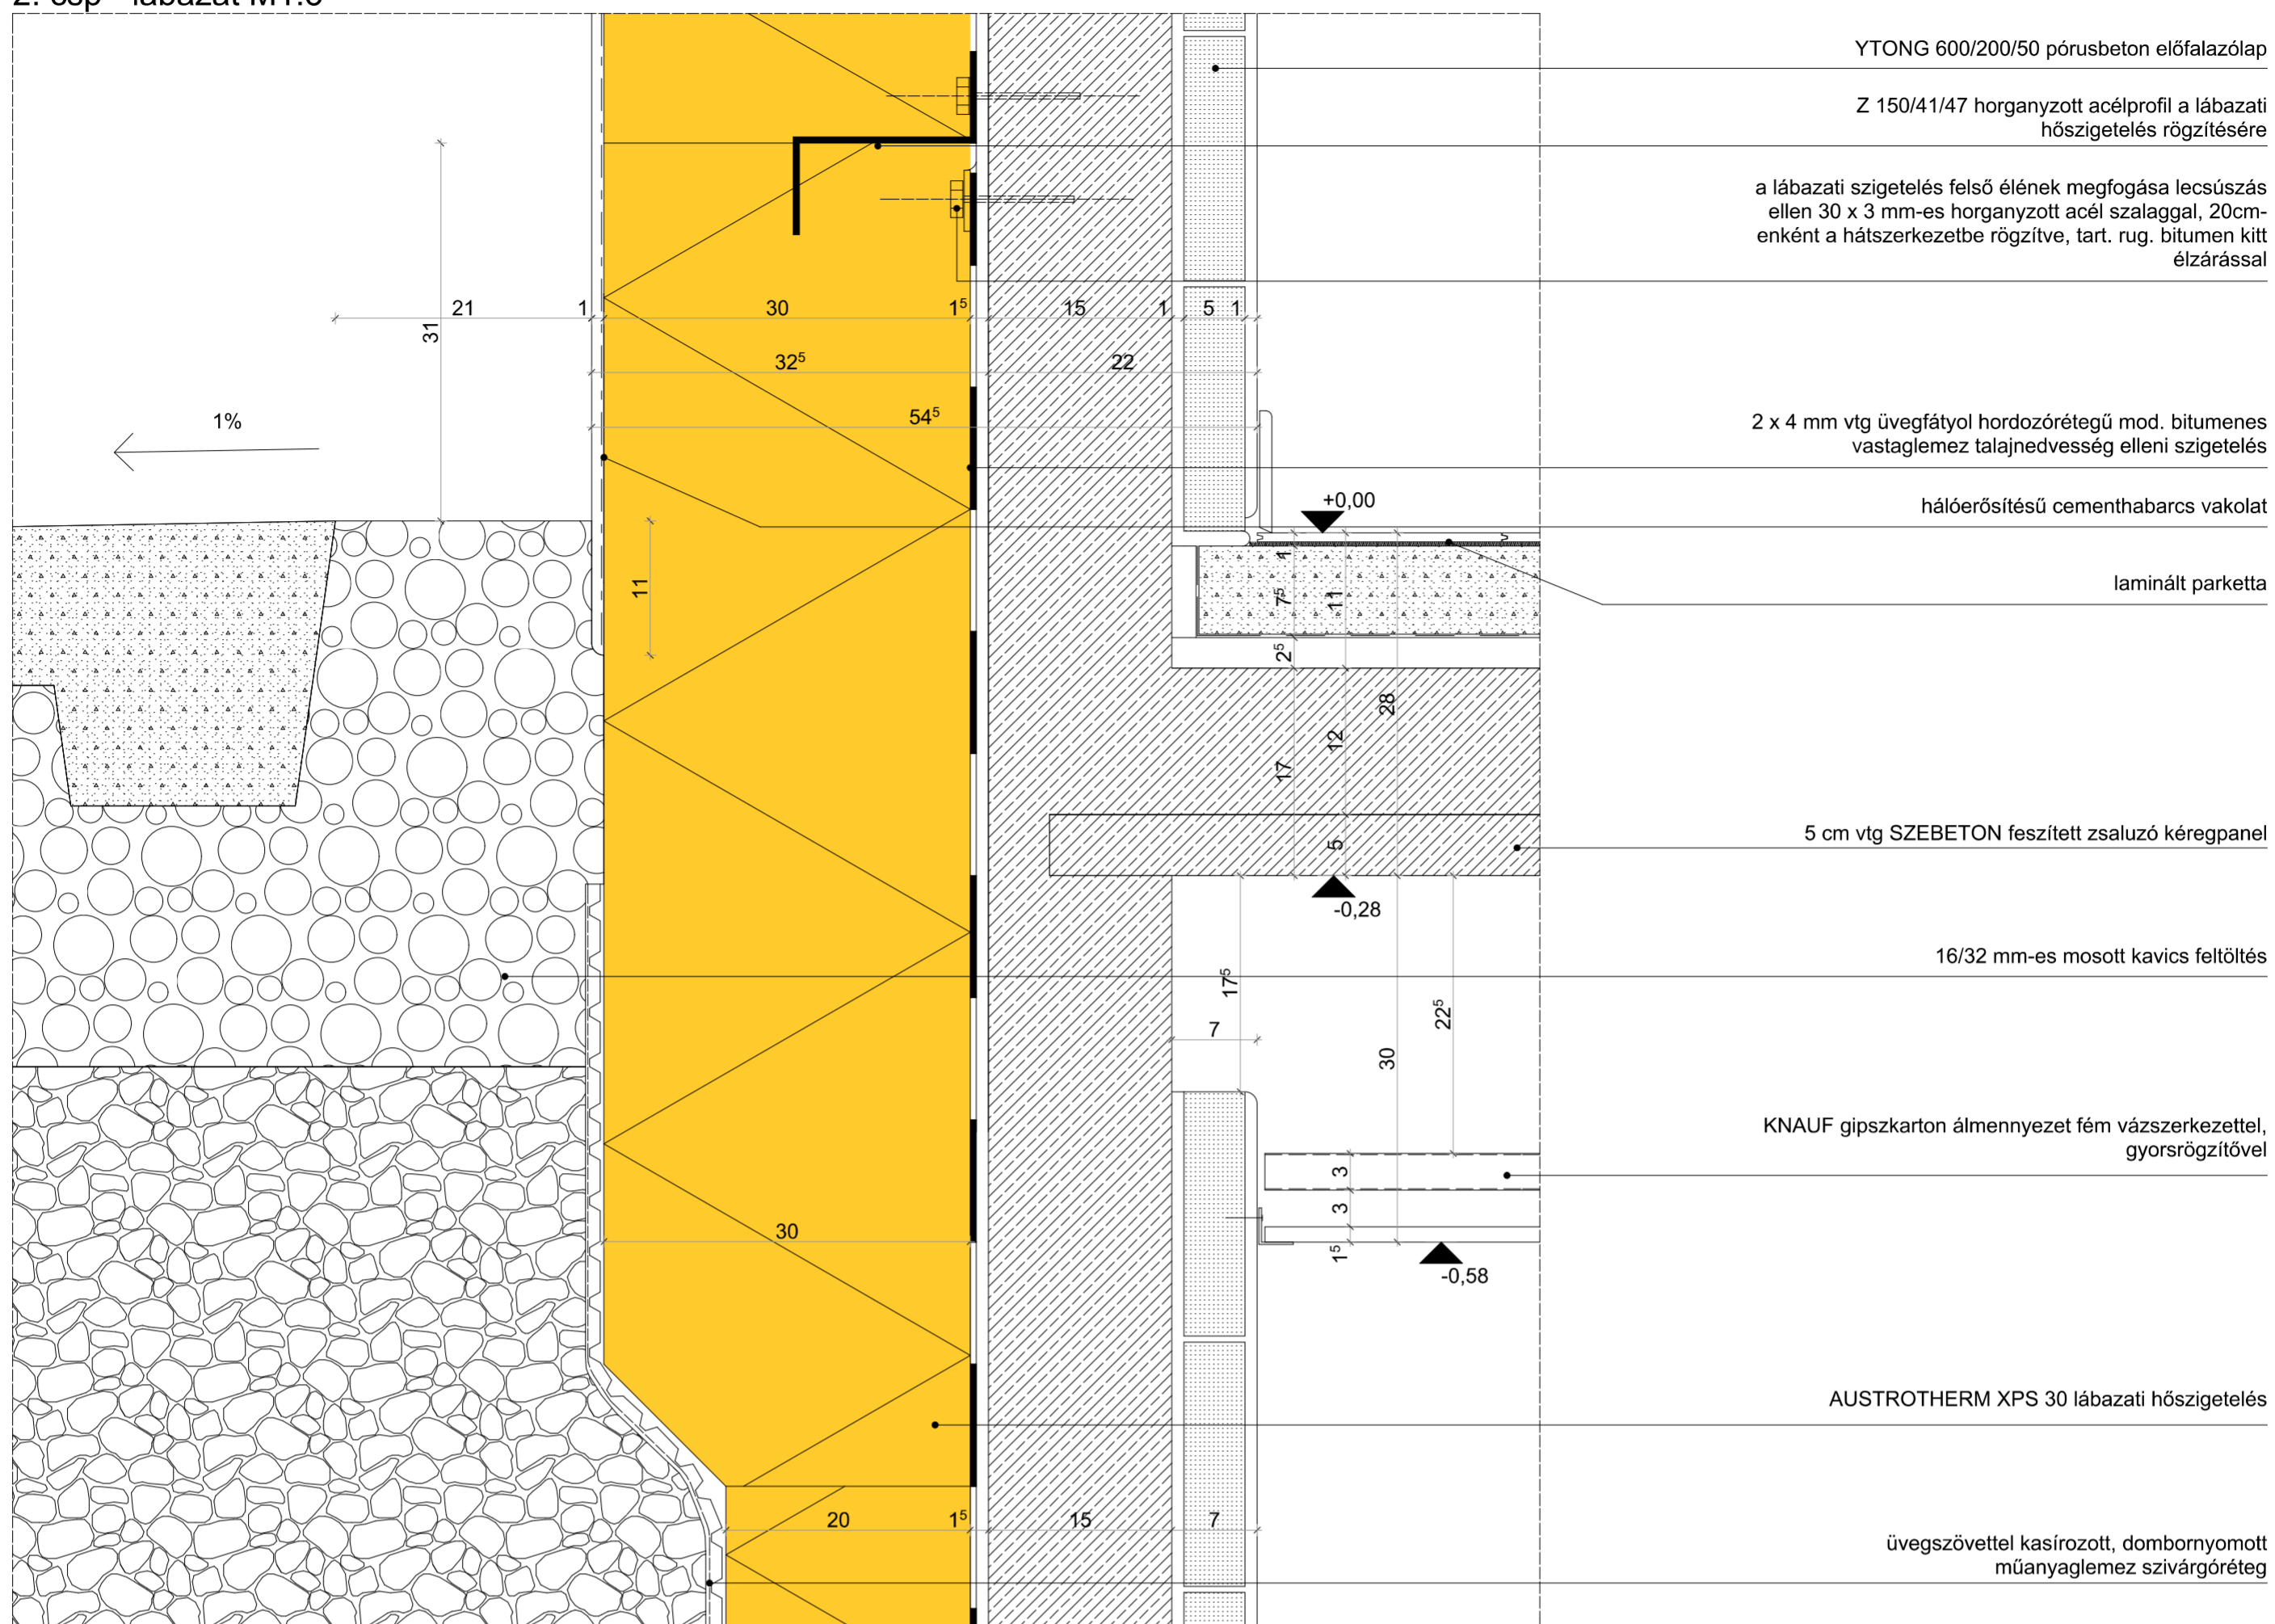 2. csp - lábazat M1:5
YTONG 600/200/50 pórusbeton előfalazólap
Z 150/41/47 horganyzott acélprofil a lábazati
hőszigetelés rögzítésére
a lábazati szigetelés felső élének megfogása lecsúszás
ellen 30 x 3 mm-es horganyzott acél szalaggal, 20cm-
enként a hátszerkezetbe rögzítve, tart. rug. bitumen kitt
élzárással
21 1 30 1⁵ 15 1 5 1
31
32⁵ 22
54⁵
1%
2 x 4 mm vtg üvegfátyol hordozórétegű mod. bitumenes
vastaglemez talajnedvesség elleni szigetelés
+0,00
hálóerősítésű cementhabarcs vakolat
laminált parketta
11
1
7⁵ 11
2⁵
28
12
17
5 cm vtg SZEBETON feszített zsaluzó kéregpanel
5
-0,28
16/32 mm-es mosott kavics feltöltés
17⁵
22⁵
7
30
KNAUF gipszkarton álmennyezet fém vázszerkezettel,
gyorsrögzítővel
3
3
30
1⁵
-0,58
AUSTROTHERM XPS 30 lábazati hőszigetelés
20 1⁵ 15 7
üvegszövettel kasírozott, dombornyomott
műanyaglemez szivárgóréteg